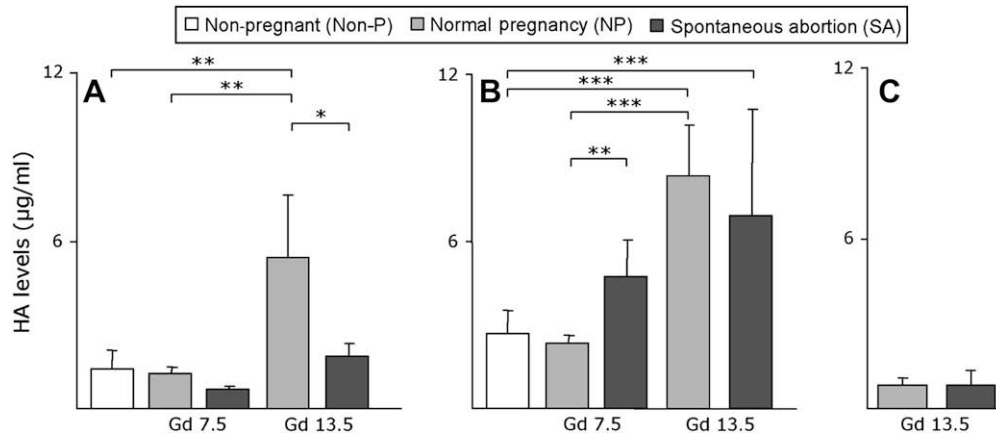 Non-pregnant (Non-P) Normal pregnancy (NP) Spontaneous abortion (SA)
12 A ** ** *
6
HA levels (µg/ml)
Gd 7.5 Gd 13.5
12 B *** *** *** **
6
Gd 7.5 Gd 13.5
12 C
6
Gd 13.5